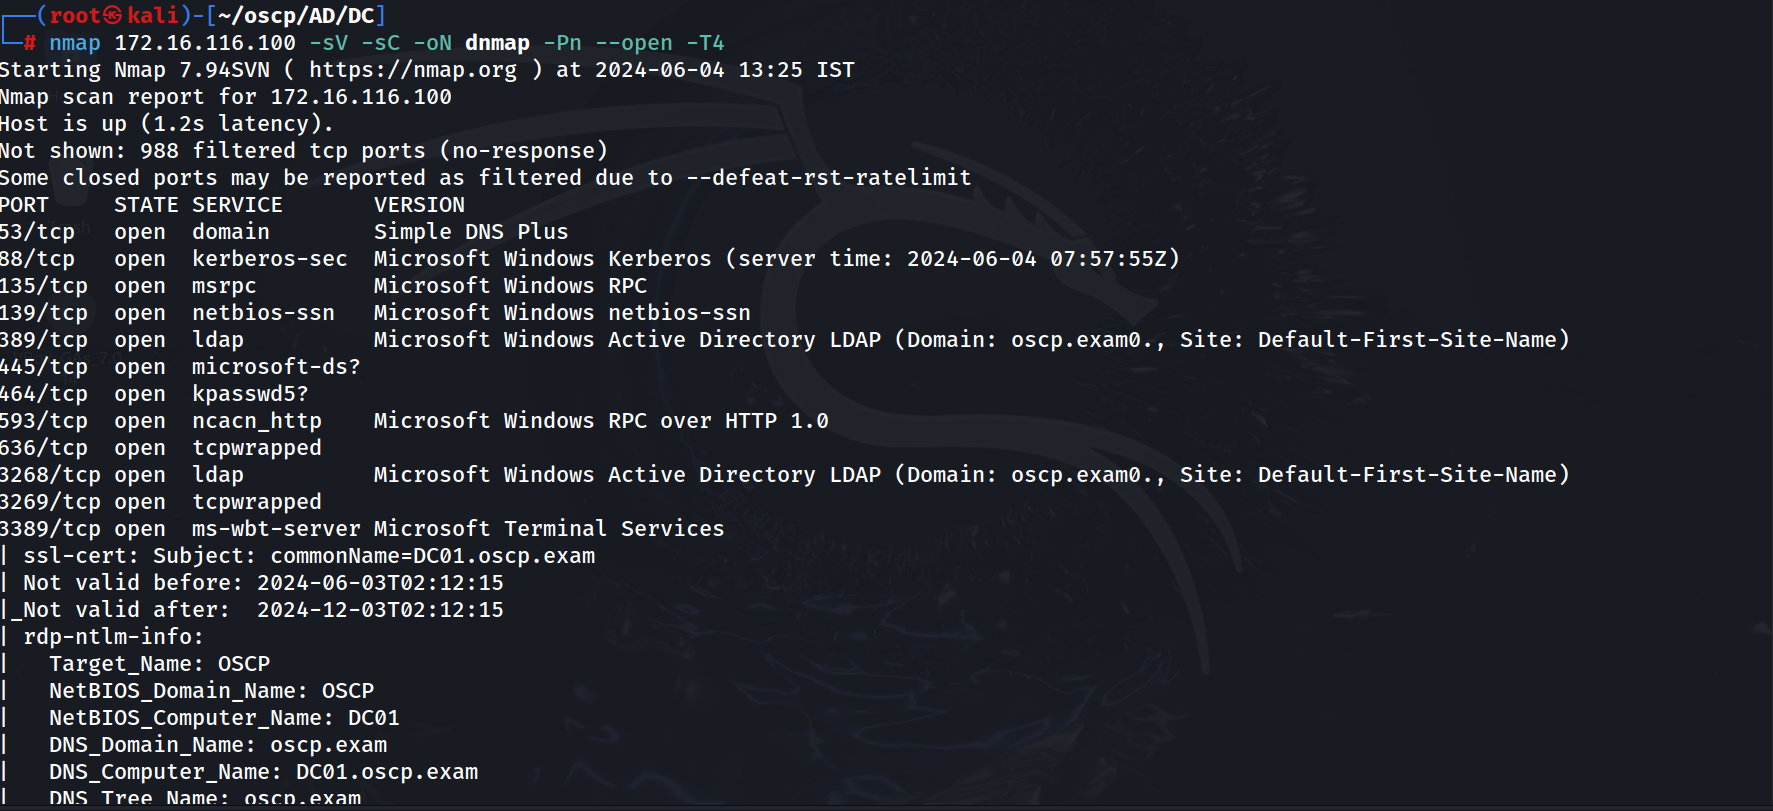 ┌──(root㉿kali)-[~/oscp/AD/DC]
└─# nmap 172.16.116.100 -sV -sC -oN dnmap -Pn --open -T4
Starting Nmap 7.94SVN ( https://nmap.org ) at 2024-06-04 13:25 IST
Nmap scan report for 172.16.116.100
Host is up (1.2s latency).
Not shown: 988 filtered tcp ports (no-response)
Some closed ports may be reported as filtered due to --defeat-rst-ratelimit
PORT     STATE SERVICE       VERSION
53/tcp   open  domain        Simple DNS Plus
88/tcp   open  kerberos-sec  Microsoft Windows Kerberos (server time: 2024-06-04 07:57:55Z)
135/tcp  open  msrpc         Microsoft Windows RPC
139/tcp  open  netbios-ssn   Microsoft Windows netbios-ssn
389/tcp  open  ldap          Microsoft Windows Active Directory LDAP (Domain: oscp.exam0., Site: Default-First-Site-Name)
445/tcp  open  microsoft-ds?
464/tcp  open  kpasswd5?
593/tcp  open  ncacn_http    Microsoft Windows RPC over HTTP 1.0
636/tcp  open  tcpwrapped
3268/tcp open  ldap          Microsoft Windows Active Directory LDAP (Domain: oscp.exam0., Site: Default-First-Site-Name)
3269/tcp open  tcpwrapped
3389/tcp open  ms-wbt-server Microsoft Terminal Services
| ssl-cert: Subject: commonName=DC01.oscp.exam
| Not valid before: 2024-06-03T02:12:15
|_Not valid after:  2024-12-03T02:12:15
| rdp-ntlm-info:
|   Target_Name: OSCP
|   NetBIOS_Domain_Name: OSCP
|   NetBIOS_Computer_Name: DC01
|   DNS_Domain_Name: oscp.exam
|   DNS_Computer_Name: DC01.oscp.exam
|   DNS_Tree_Name: oscp.exam